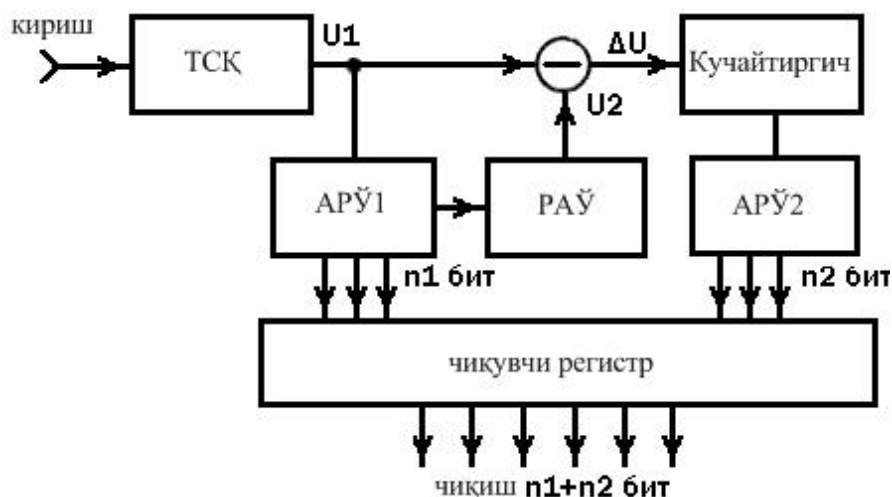 кириш
ТСҚ
U1
ΔU
Кучайтиргич
U2
АРЎ1
РАЎ
АРЎ2
n1 бит
n2 бит
чиқувчи регистр
чиқиш n1+n2 бит